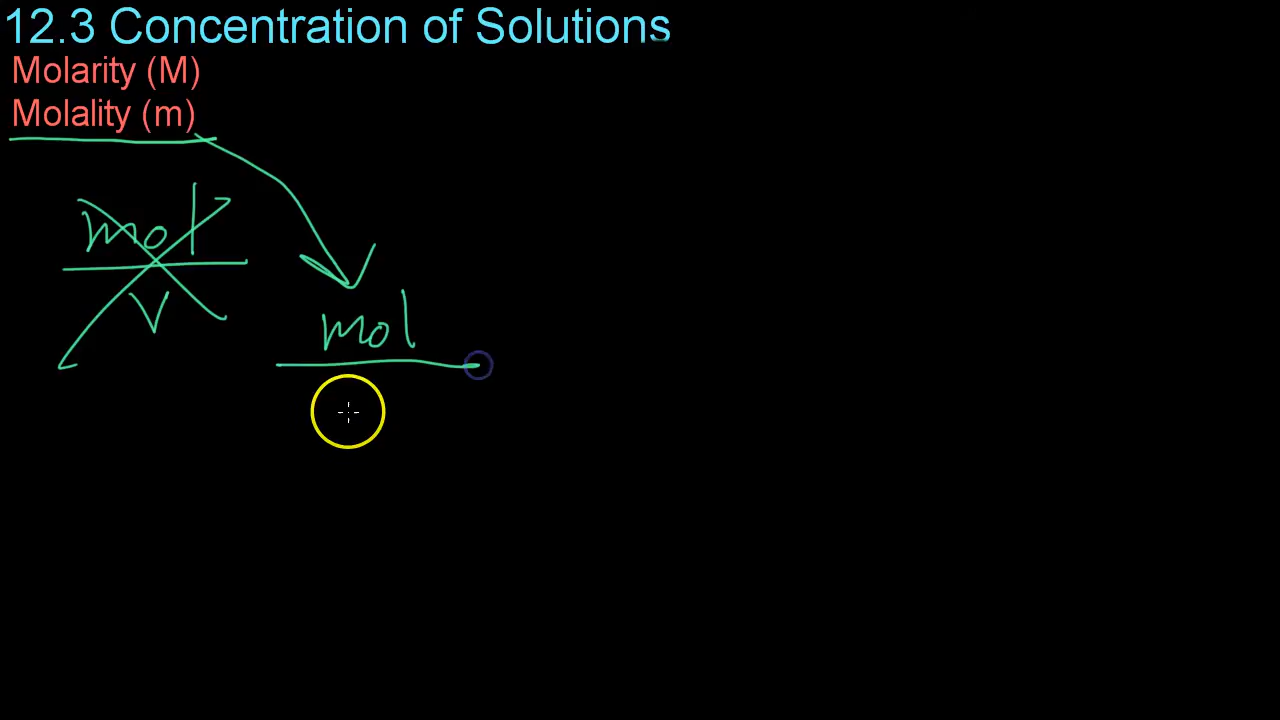 12.3 Concentration of Solutions
Molarity (M)
Molality (m)
mol
V
mol